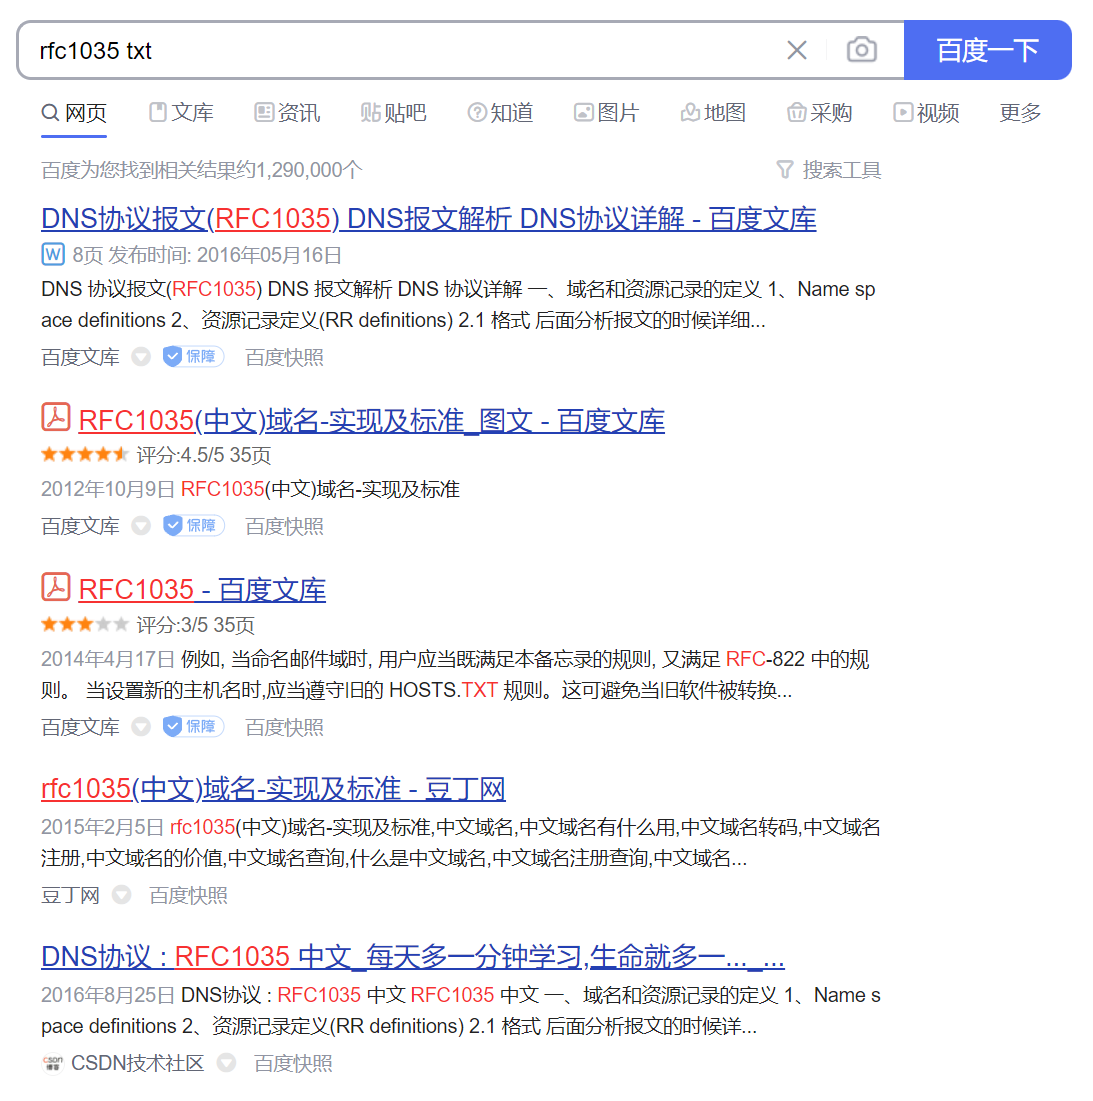 rfc1035 txt
百度一下
网页 文库 资讯 贴吧 知道 图片 地图 采购 视频 更多
百度为您找到相关结果约1,290,000个 搜索工具
DNS协议报文(RFC1035) DNS报文解析 DNS协议详解 - 百度文库
8页 发布时间: 2016年05月16日
DNS 协议报文(RFC1035) DNS 报文解析 DNS 协议详解 一、域名和资源记录的定义 1、Name sp
ace definitions 2、资源记录定义(RR definitions) 2.1 格式 后面分析报文的时候详细...
百度文库 保障 百度快照
RFC1035(中文)域名-实现及标准_图文 - 百度文库
评分:4.5/5 35页
2012年10月9日 RFC1035(中文)域名-实现及标准
百度文库 保障 百度快照
RFC1035 - 百度文库
评分:3/5 35页
2014年4月17日 例如, 当命名邮件域时, 用户应当既满足本备忘录的规则, 又满足 RFC-822 中的规
则。 当设置新的主机名时,应当遵守旧的 HOSTS.TXT 规则。这可避免当旧软件被转换...
百度文库 保障 百度快照
rfc1035(中文)域名-实现及标准 - 豆丁网
2015年2月5日 rfc1035(中文)域名-实现及标准,中文域名,中文域名有什么用,中文域名转码,中文域名
注册,中文域名的价值,中文域名查询,什么是中文域名,中文域名注册查询,中文域名...
豆丁网 百度快照
DNS协议 : RFC1035 中文_每天多一分钟学习,生命就多一..._...
2016年8月25日 DNS协议 : RFC1035 中文 RFC1035 中文 一、域名和资源记录的定义 1、Name s
pace definitions 2、资源记录定义(RR definitions) 2.1 格式 后面分析报文的时候详...
CSDN技术社区 百度快照